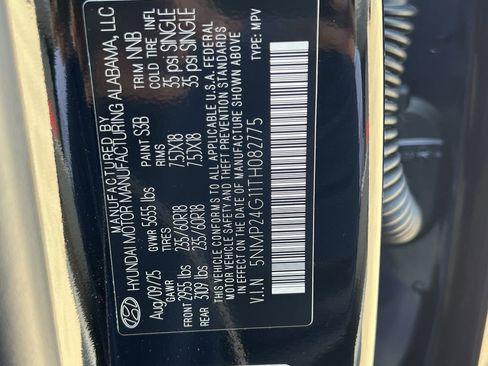 MANUFACTURED BY
HYUNDAI MOTOR MANUFACTURING ALABAMA, LLC
Aug/09/25 GVWR 5655 lbs PAINT S3B TRIM NNB
GAWR TIRE RIM COLD TIRE INFL
FRONT 2955 lbs 235/60R18 7.5JX18 35 psi SINGLE
REAR 3109 lbs 235/60R18 7.5JX18 35 psi SINGLE
THIS VEHICLE CONFORMS TO ALL APPLICABLE U.S.A. FEDERAL
MOTOR VEHICLE SAFETY AND THEFT PREVENTION STANDARDS
IN EFFECT ON THE DATE OF MANUFACTURE SHOWN ABOVE.
V.I.N 5NMP24G11TH082775 TYPE: MPV